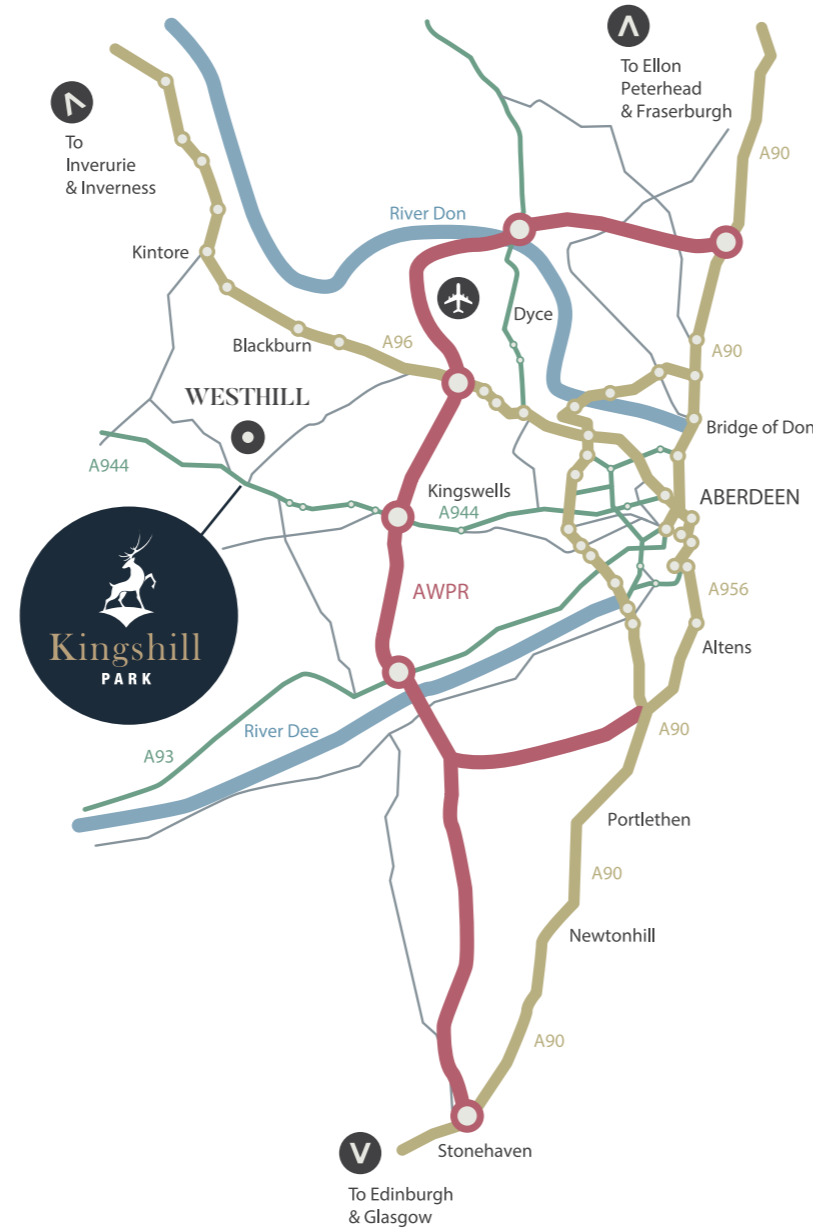 To Ellon
Peterhead
& Fraserburgh
To
Inverurie
& Inverness
A90
River Don
Kintore
Dyce
Blackburn
A96
A90
WESTHILL
Bridge of Don
A944
Kingswells
A944
ABERDEEN
AWPR
A956
Kingshill
PARK
Altens
River Dee
A93
A90
Portlethen
A90
Newtonhill
A90
Stonehaven
To Edinburgh
& Glasgow